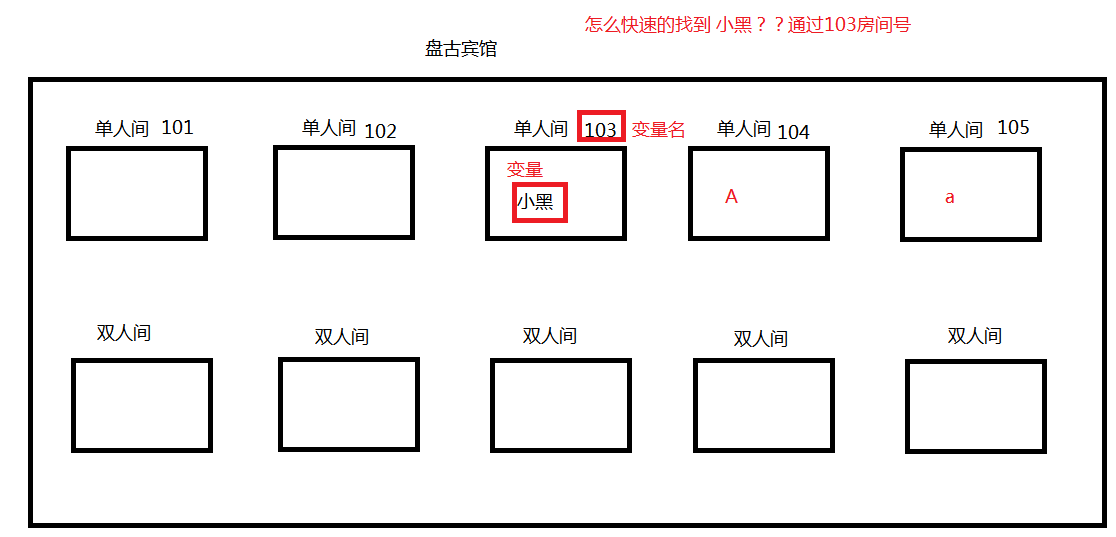 怎么快速的找到 小黑？？通过103房间号
盘古宾馆
单人间 101
单人间 102
单人间 103 变量名
单人间 104
单人间 105
变量
小黑
A
a
双人间
双人间
双人间
双人间
双人间